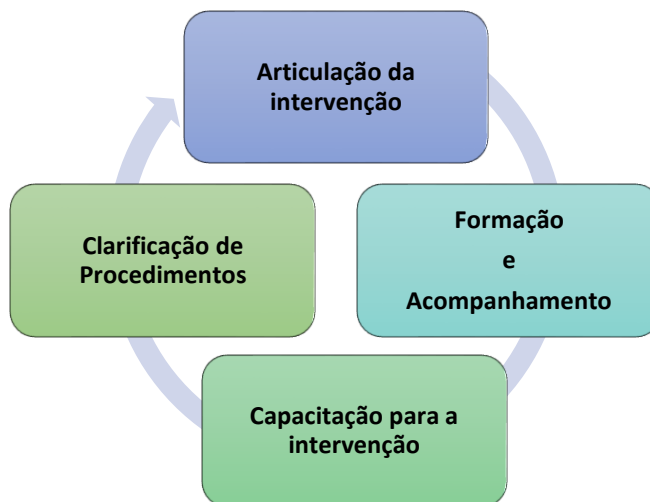 Articulação da
intervenção
Formação
e
Acompanhamento
Capacitação para a
intervenção
Clarificação de
Procedimentos